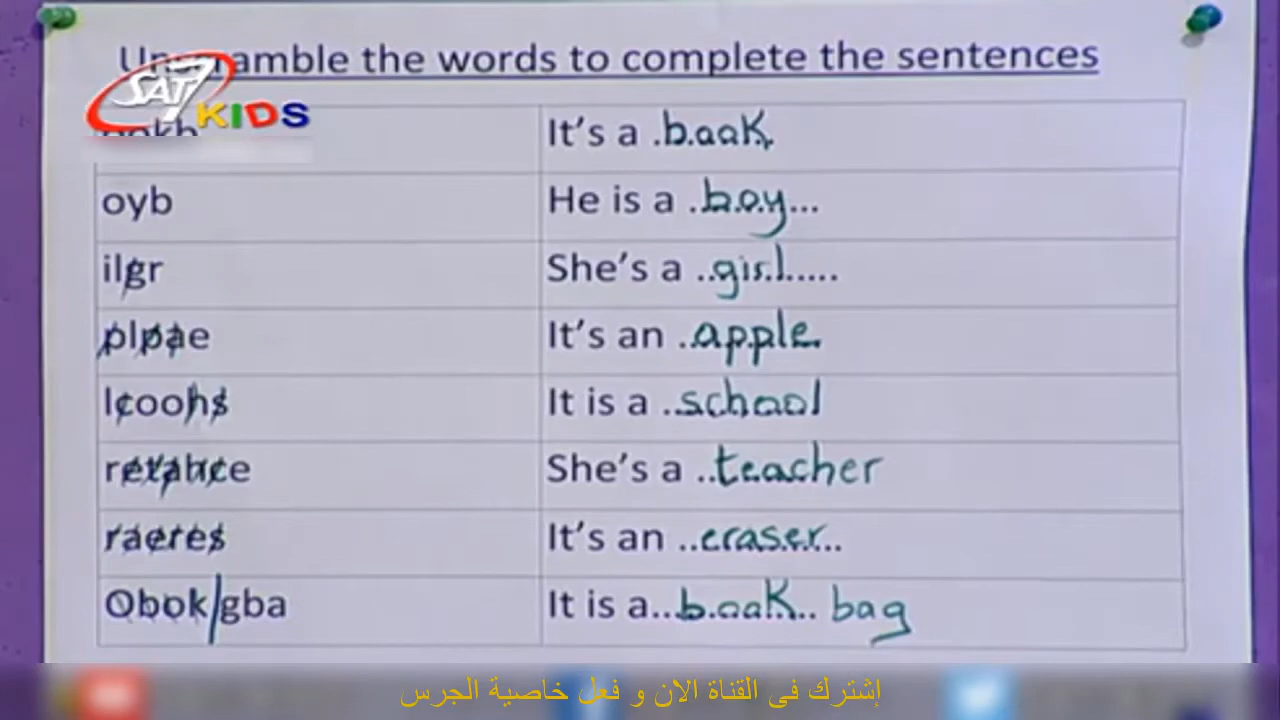 Unscramble the words to complete the sentences
SAT 7
KIDS
ookb It's a .book.
oyb He is a ..boy...
ilgr She's a ..girl.....
plpae It's an ..apple.
lcoohs It is a ..school
retahce She's a ..teacher
raeres It's an ..eraser..
Obok/gba It is a...book.. bag
إشترك فى القناة الان و فعل خاصية الجرس